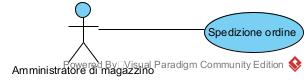 Spedizione ordine
Powered By: Visual Paradigm Community Edition
Amministratore di magazzino